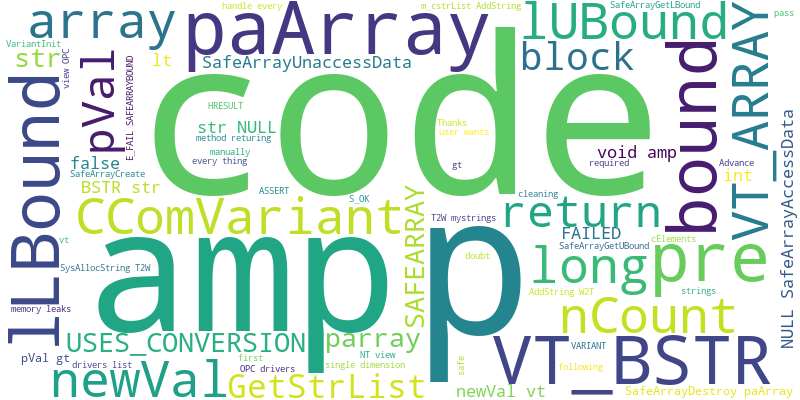 handle every
m_cstrList AddString
SafeArrayGetLBound
pass
array
paArray
lUBound
VT_ARRAY
VariantInit
str
view OPC
pVal
E_FAIL SAFEARRAYBOUND
lt
SafeArrayUnaccessData
block
bound
code
lLBound
HRESULT
Thanks
str NULL
user wants
method returing
manually
void amp
false
every thing
gt
required
Advance
SafeArrayCreate
int
BSTR str
ASSERT
S_OK
cleaning
NULL SafeArrayAccessData
CComVariant
SAFEARRAY
T2W mystrings
return
FAILED
vt
amp
p
SafeArrayGetUBound
cElements
doubt
long
pre
SysAllocString T2W
AddString W2T
strings
memory leaks
nCount
USES_CONVERSION
parray
VARIANT
pVal gt
first
NT view
drivers list
OPC drivers
single dimension
safe
VT_BSTR
following
newVal
GetStrList
newVal vt
SafeArrayDestroy paArray